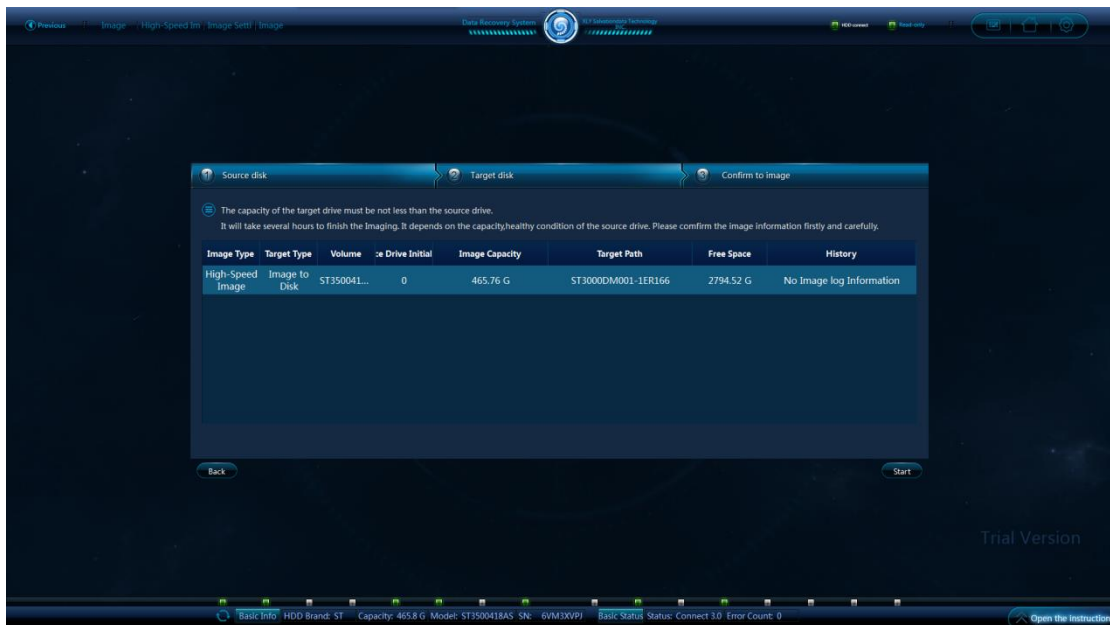 Previous Image High-Speed Im Image Setti Image Data Recovery System HDD connect Read-only
1 Source disk 2 Target disk 3 Confirm to image
The capacity of the target drive must be not less than the source drive.
It will take several hours to finish the Imaging. It depends on the capacity,healthy condition of the source drive. Please comfirm the image information firstly and carefully.
Image Type Target Type Volume :e Drive Initial Image Capacity Target Path Free Space History
High-Speed Image Image to Disk ST350041... 0 465.76 G ST3000DM001-1ER166 2794.52 G No Image log Information
Back Start
Trial Version
Basic Info HDD Brand: ST Capacity: 465.8 G Model: ST3500418AS SN: 6VM3XVPJ Basic Status Status: Connect 3.0 Error Count: 0 Open the instruction